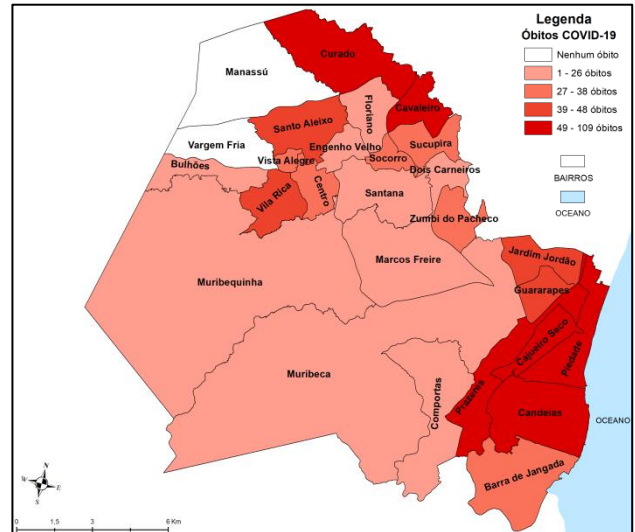 Legenda
Óbitos COVID-19
Nenhum óbito
1 - 26 óbitos
27 - 38 óbitos
39 - 48 óbitos
49 - 109 óbitos
BAIRROS
OCEANO
Curado
Manassú
Floriano
Cavaleiro
Santo Aleixo
Vargem Fria
Engenho Velho
Sucupira
Vista Alegre
Socorro
Bulhões
Dois Carneiros
Vila Rica
Centro
Santana
Zumbi do Pacheco
Marcos Freire
Jardim Jordão
Muribequinha
Guararapes
Cajueiro Seco
Piedade
Muribeca
Comportas
Prazeres
Candeias
OCEANO
Barra de Jangada
N
W
E
S
0 1,5 3 6 Km